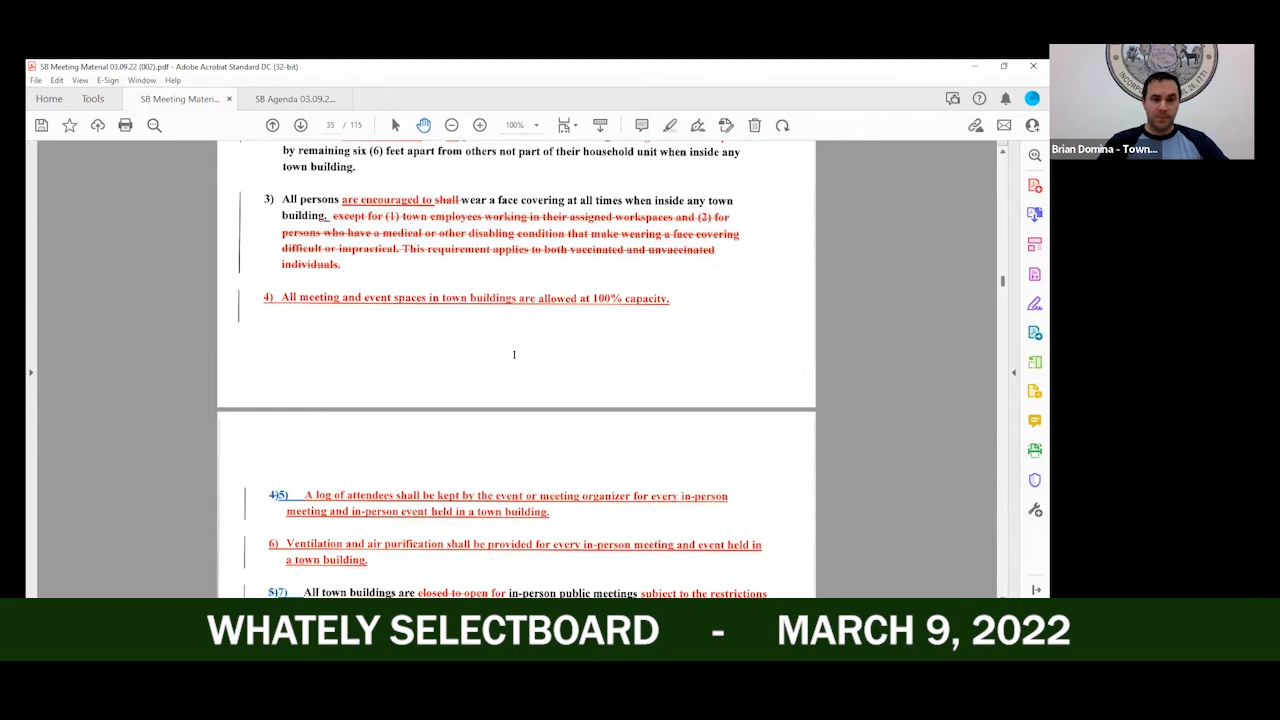 SB Meeting Material 03.09.22 (002).pdf - Adobe Acrobat Standard DC (32-bit)
File Edit View E-Sign Window Help
Home Tools SB Meeting Materi... × SB Agenda 03.09.2...
35 / 115 100%
by remaining six (6) feet apart from others not part of their household unit when inside any
town building.
3) All persons are encouraged to shall wear a face covering at all times when inside any town
building. except for (1) town employees working in their assigned workspaces and (2) for
persons who have a medical or other disabling condition that make wearing a face covering
difficult or impractical. This requirement applies to both vaccinated and unvaccinated
individuals.
4) All meeting and event spaces in town buildings are allowed at 100% capacity.
1
4)5) A log of attendees shall be kept by the event or meeting organizer for every in-person
meeting and in-person event held in a town building.
6) Ventilation and air purification shall be provided for every in-person meeting and event held in
a town building.
5)7) All town buildings are closed to open for in-person public meetings subject to the restrictions
Brian Domina - Town...
WHATELY SELECTBOARD - MARCH 9, 2022